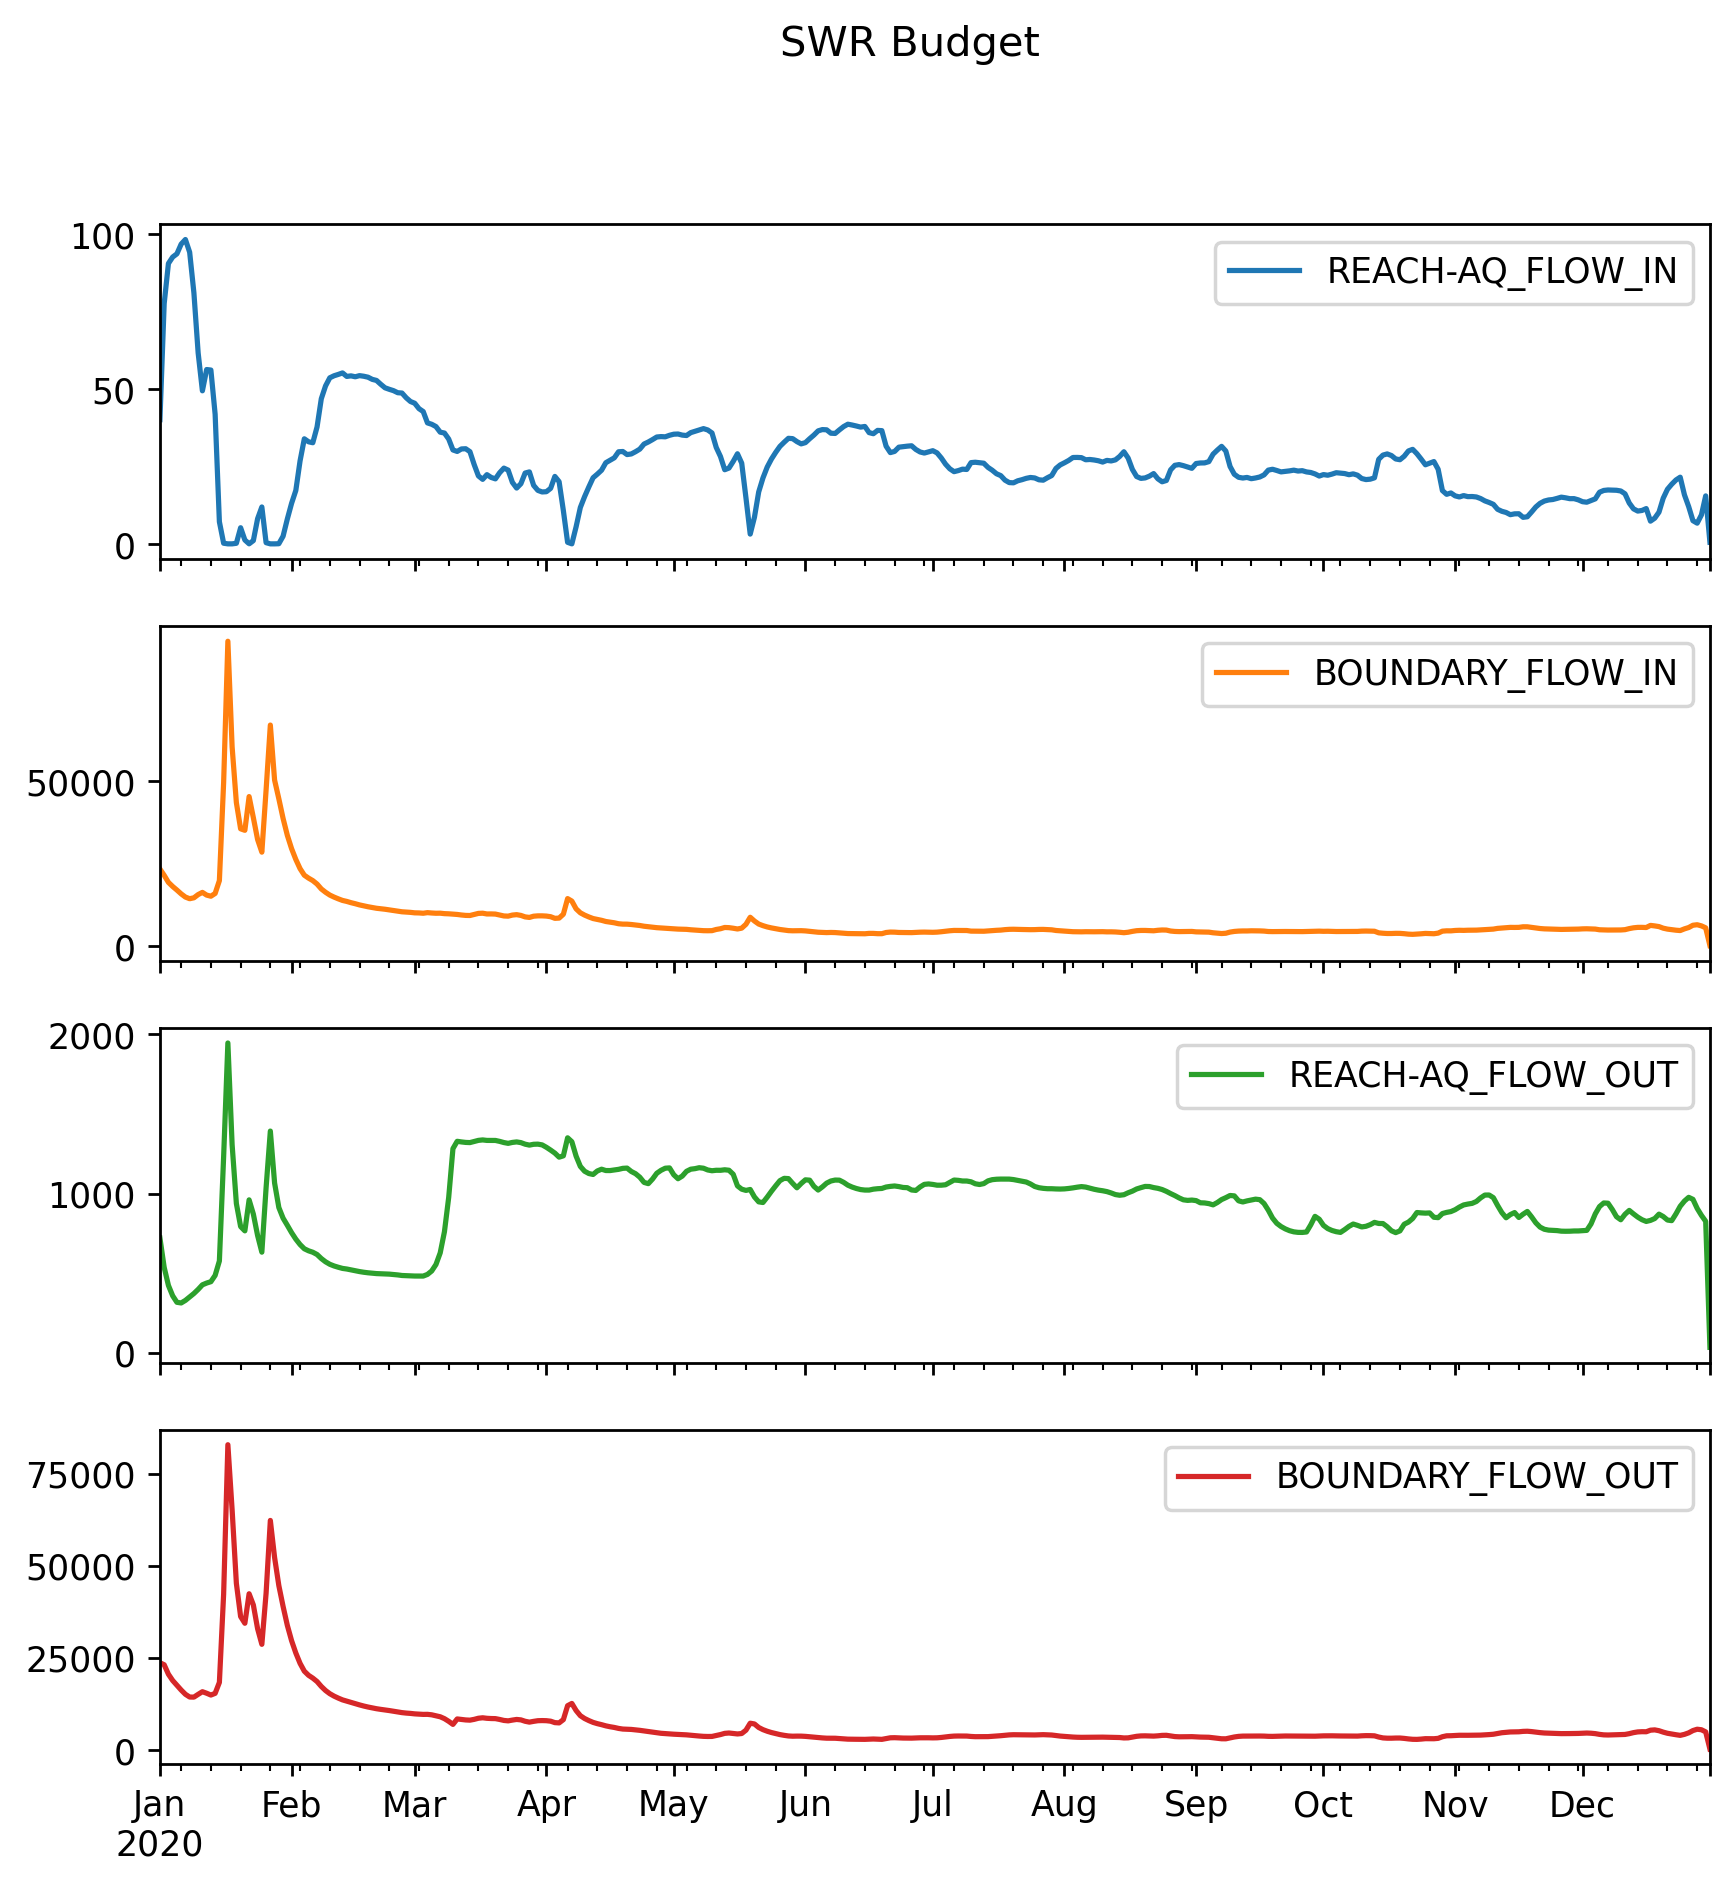 SWR Budget
100
50
0
REACH-AQ_FLOW_IN
50000
0
BOUNDARY_FLOW_IN
2000
1000
0
REACH-AQ_FLOW_OUT
75000
50000
25000
0
BOUNDARY_FLOW_OUT
Jan Feb Mar Apr May Jun Jul Aug Sep Oct Nov Dec
2020